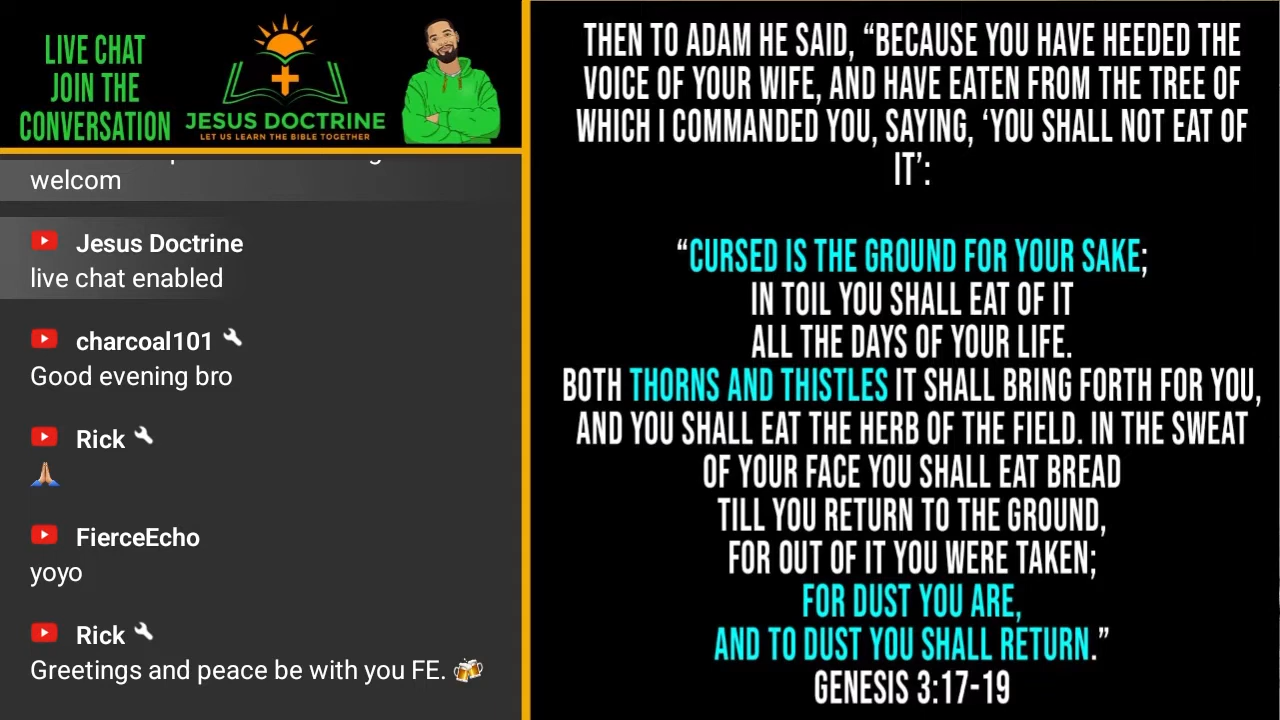 LIVE CHAT
JOIN THE
CONVERSATION
JESUS DOCTRINE
LET US LEARN THE BIBLE TOGETHER
welcom
Jesus Doctrine
live chat enabled
charcoal101
Good evening bro
Rick
🙏🏼
FierceEcho
yoyo
Rick
Greetings and peace be with you FE. 🍻
THEN TO ADAM HE SAID, “BECAUSE YOU HAVE HEEDED THE
VOICE OF YOUR WIFE, AND HAVE EATEN FROM THE TREE OF
WHICH I COMMANDED YOU, SAYING, ‘YOU SHALL NOT EAT OF
IT’:
“CURSED IS THE GROUND FOR YOUR SAKE;
IN TOIL YOU SHALL EAT OF IT
ALL THE DAYS OF YOUR LIFE.
BOTH THORNS AND THISTLES IT SHALL BRING FORTH FOR YOU,
AND YOU SHALL EAT THE HERB OF THE FIELD. IN THE SWEAT
OF YOUR FACE YOU SHALL EAT BREAD
TILL YOU RETURN TO THE GROUND,
FOR OUT OF IT YOU WERE TAKEN;
FOR DUST YOU ARE,
AND TO DUST YOU SHALL RETURN.”
GENESIS 3:17-19